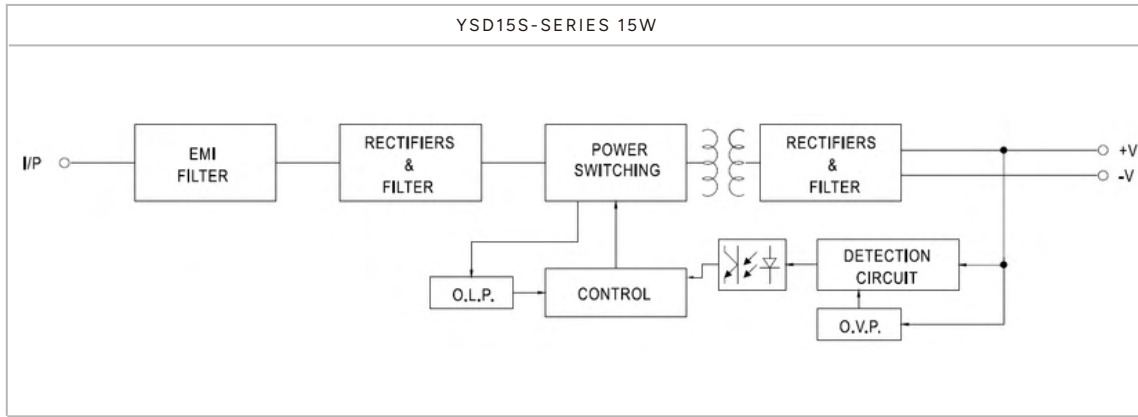 YSD15S-SERIES 15W
I/P
EMI
FILTER
RECTIFIERS
&
FILTER
POWER
SWITCHING
RECTIFIERS
&
FILTER
+V
-V
O.L.P.
CONTROL
DETECTION
CIRCUIT
O.V.P.